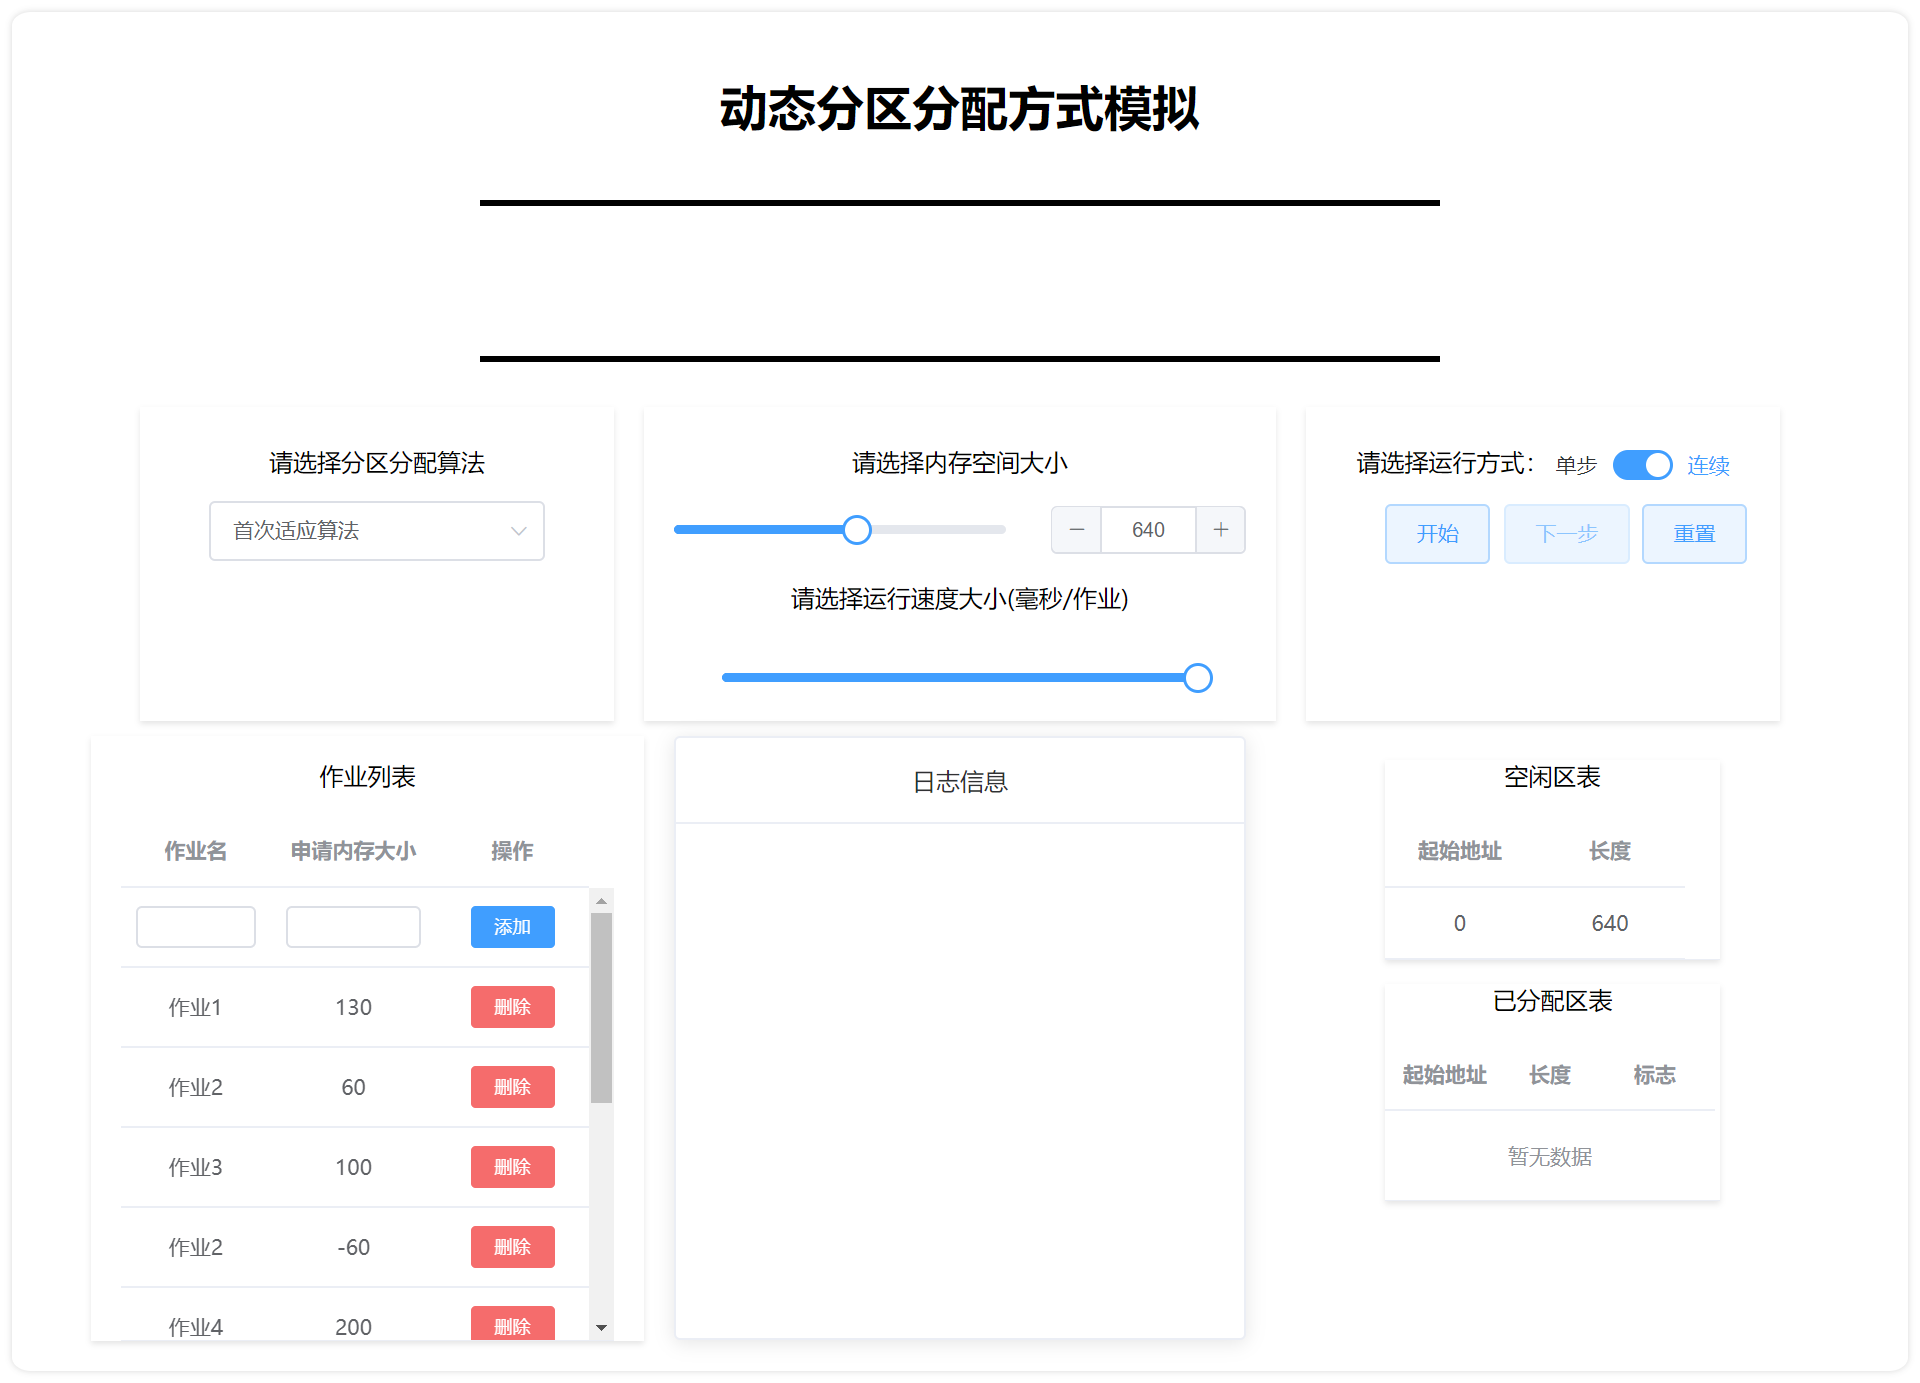 动态分区分配方式模拟
请选择分区分配算法
首次适应算法
请选择内存空间大小
640
请选择运行速度大小(毫秒/作业)
请选择运行方式： 单步 连续
开始 下一步 重置
作业列表
作业名 申请内存大小 操作
添加
作业1 130 删除
作业2 60 删除
作业3 100 删除
作业2 -60 删除
作业4 200 删除
日志信息
空闲区表
起始地址 长度
0 640
已分配区表
起始地址 长度 标志
暂无数据